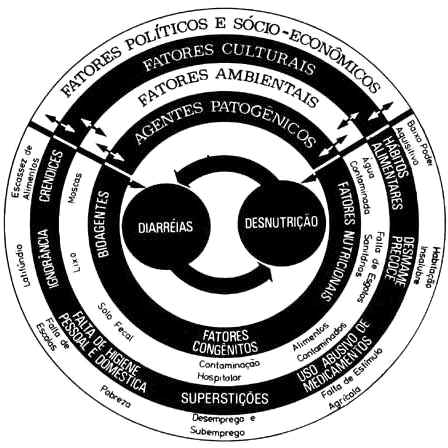 FATORES POLÍTICOS E SÓCIO-ECONÔMICOS
FATORES CULTURAIS
FATORES AMBIENTAIS
AGENTES PATOGÊNICOS
DIARRÉIAS
DESNUTRIÇÃO
Baixo Poder
Aquisitivo
Habitação
Insalubre
Falta de Estímulo
Agrícola
Desemprego e
Subemprego
Pobreza
Falta de
Escolas
Latifúndio
Escassez de
Alimentos
HÁBITOS
ALIMENTARES
DESMAME
PRECOCE
USO ABUSIVO DE
MEDICAMENTOS
SUPERSTIÇÕES
FALTA DE HIGIENE
PESSOAL E DOMÉSTICA
IGNORÂNCIA
CRENDICES
Água
Contaminada
Falta de Esgotos
Sanitários
Alimentos
Contaminados
Contaminação
Hospitalar
Solo Fecal
Lixo
Moscas
FATORES NUTRICIONAIS
FATORES
CONGÊNITOS
BIOAGENTES